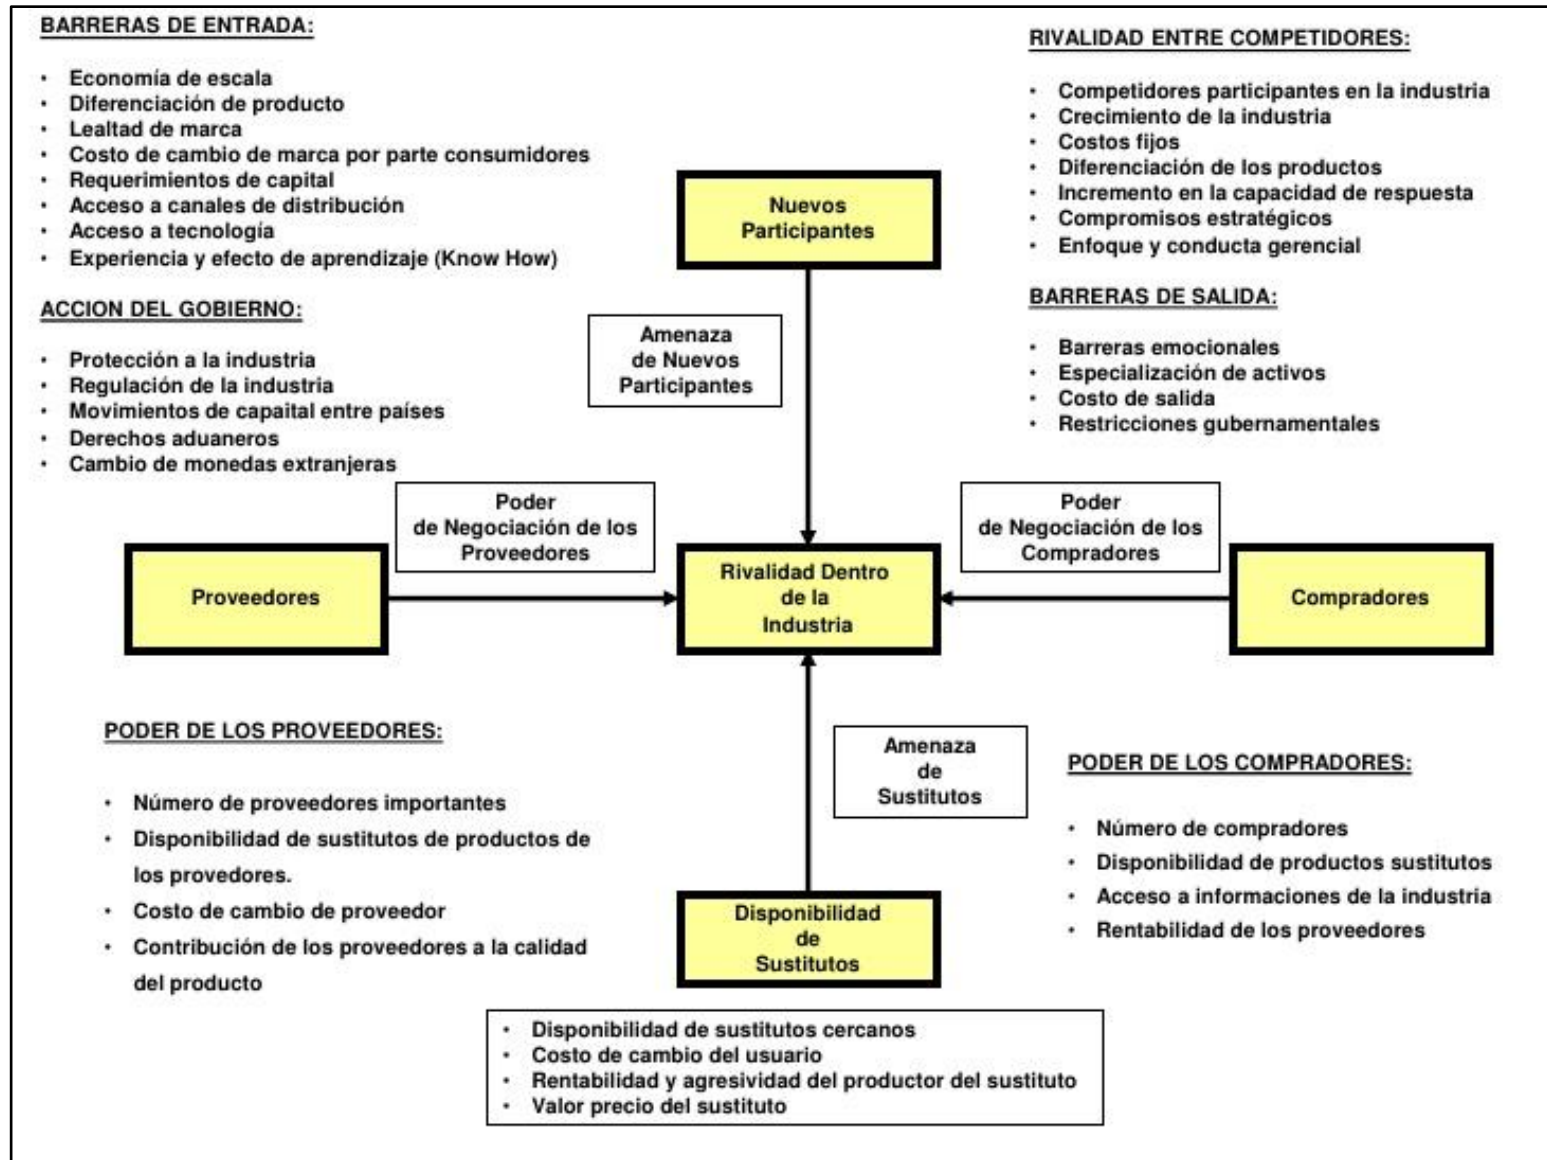 BARRERAS DE ENTRADA:
• Economía de escala
• Diferenciación de producto
• Lealtad de marca
• Costo de cambio de marca por parte consumidores
• Requerimientos de capital
• Acceso a canales de distribución
• Acceso a tecnología
• Experiencia y efecto de aprendizaje (Know How)
ACCION DEL GOBIERNO:
• Protección a la industria
• Regulación de la industria
• Movimientos de capaital entre países
• Derechos aduaneros
• Cambio de monedas extranjeras
RIVALIDAD ENTRE COMPETIDORES:
• Competidores participantes en la industria
• Crecimiento de la industria
• Costos fijos
• Diferenciación de los productos
• Incremento en la capacidad de respuesta
• Compromisos estratégicos
• Enfoque y conducta gerencial
BARRERAS DE SALIDA:
• Barreras emocionales
• Especialización de activos
• Costo de salida
• Restricciones gubernamentales
Nuevos
Participantes
Amenaza
de Nuevos
Participantes
Poder
de Negociación de los
Proveedores
Poder
de Negociación de los
Compradores
Proveedores
Rivalidad Dentro
de la
Industria
Compradores
Amenaza
de
Sustitutos
Disponibilidad
de
Sustitutos
PODER DE LOS PROVEEDORES:
• Número de proveedores importantes
• Disponibilidad de sustitutos de productos de
los provedores.
• Costo de cambio de proveedor
• Contribución de los proveedores a la calidad
del producto
PODER DE LOS COMPRADORES:
• Número de compradores
• Disponibilidad de productos sustitutos
• Acceso a informaciones de la industria
• Rentabilidad de los proveedores
• Disponibilidad de sustitutos cercanos
• Costo de cambio del usuario
• Rentabilidad y agresividad del productor del sustituto
• Valor precio del sustituto